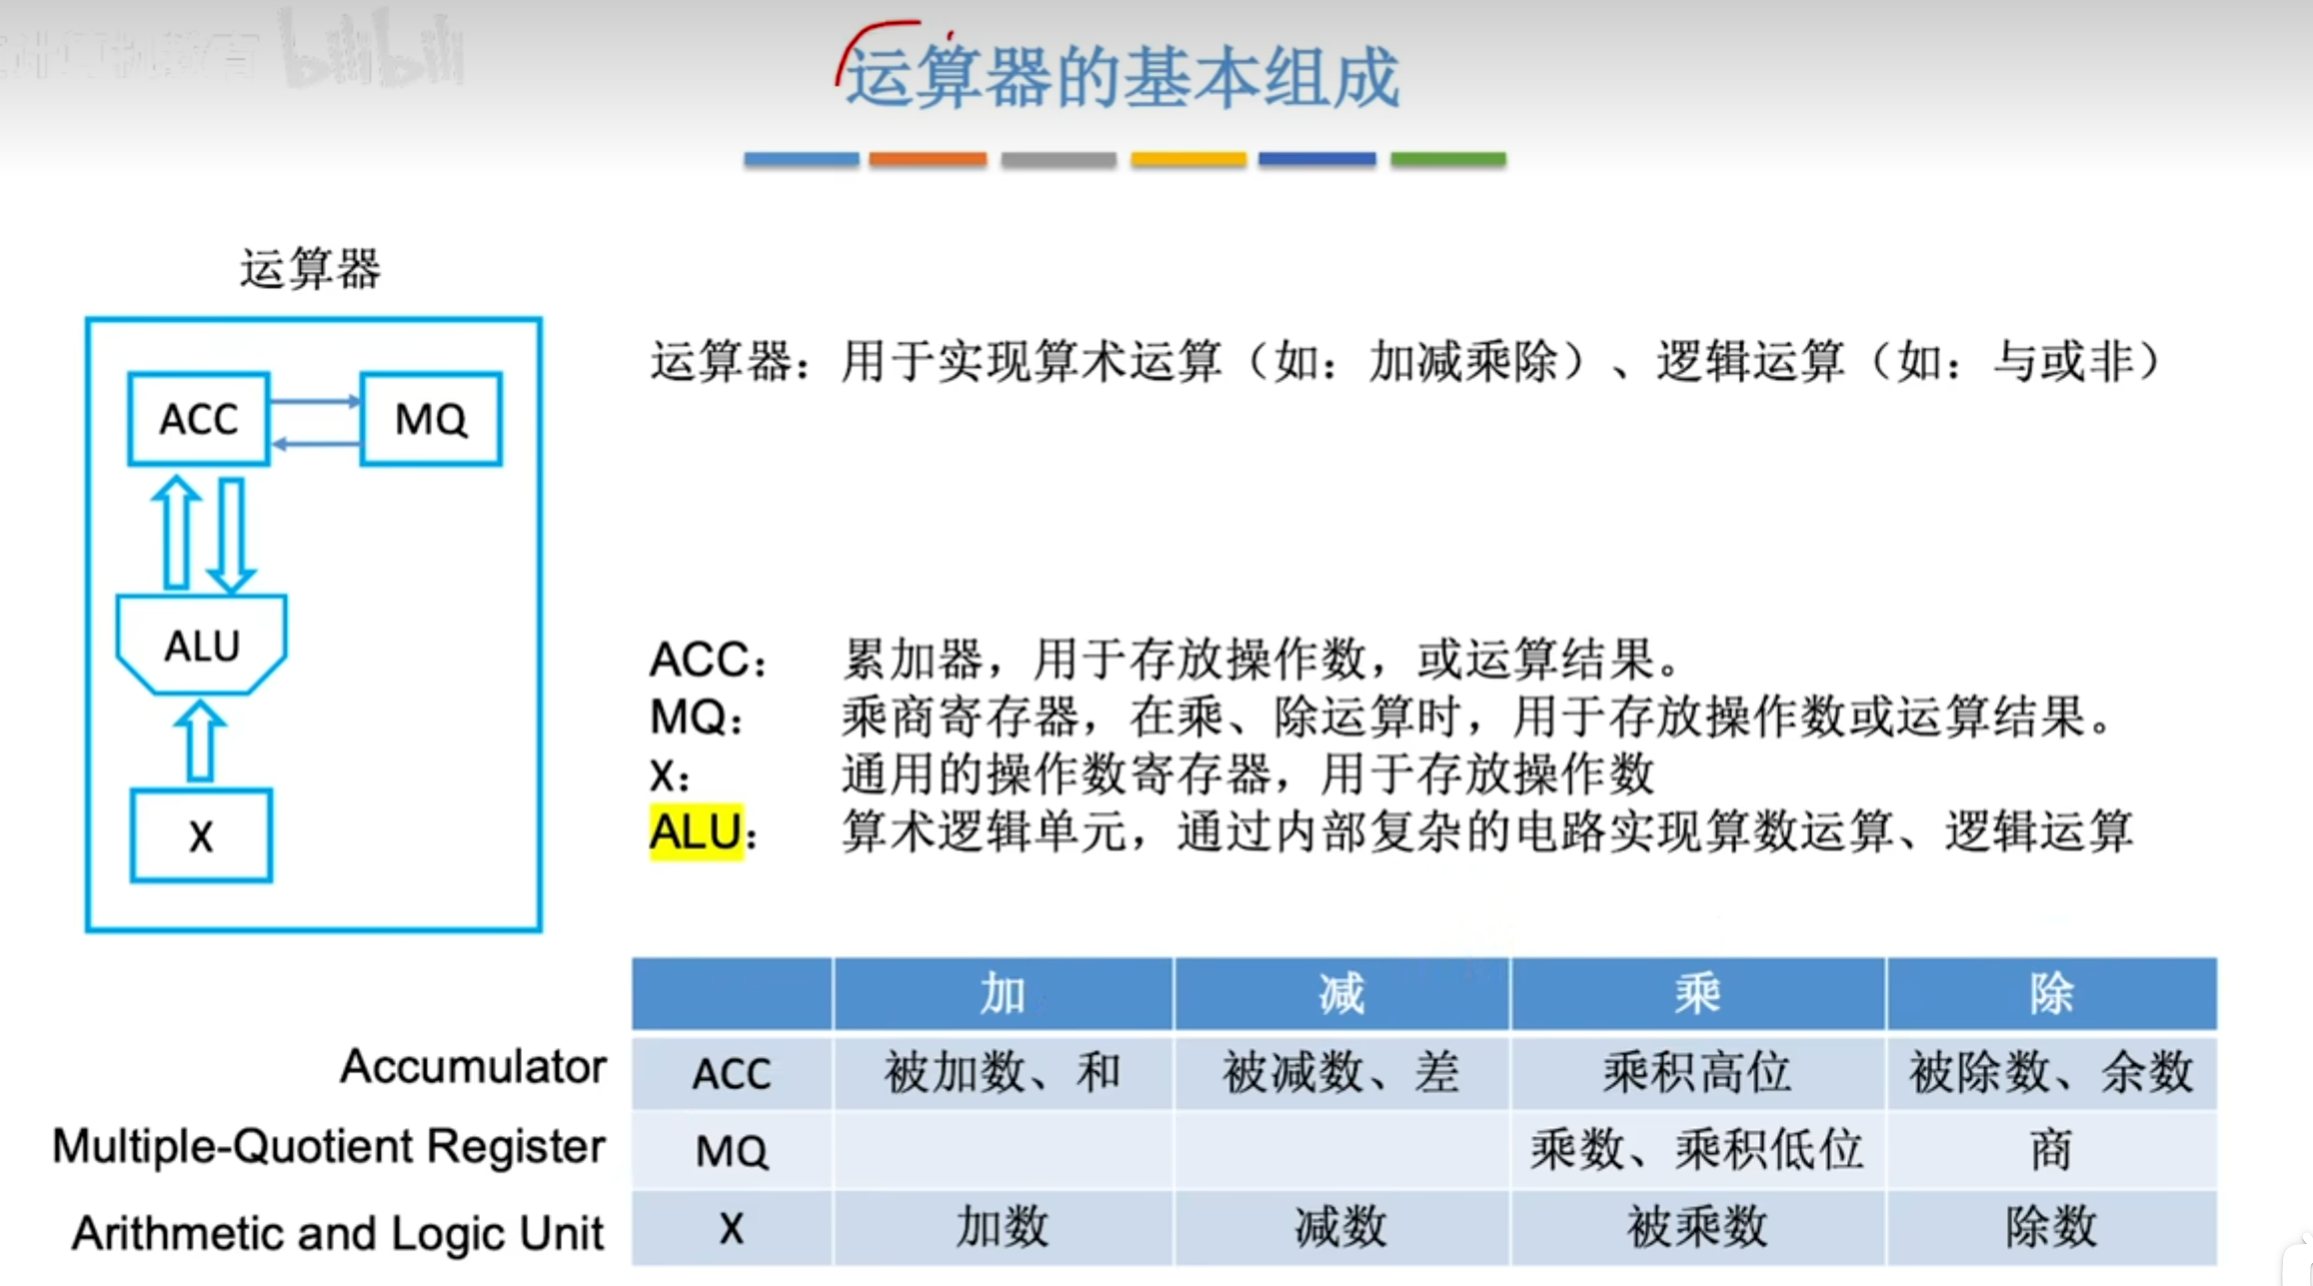 计算机教育 bilibili
运算器的基本组成
运算器
ACC
MQ
ALU
X
运算器：用于实现算术运算（如：加减乘除）、逻辑运算（如：与或非）
ACC： 累加器，用于存放操作数，或运算结果。
MQ： 乘商寄存器，在乘、除运算时，用于存放操作数或运算结果。
X： 通用的操作数寄存器，用于存放操作数
ALU： 算术逻辑单元，通过内部复杂的电路实现算数运算、逻辑运算
加 减 乘 除
Accumulator ACC 被加数、和 被减数、差 乘积高位 被除数、余数
Multiple-Quotient Register MQ 乘数、乘积低位 商
Arithmetic and Logic Unit X 加数 减数 被乘数 除数